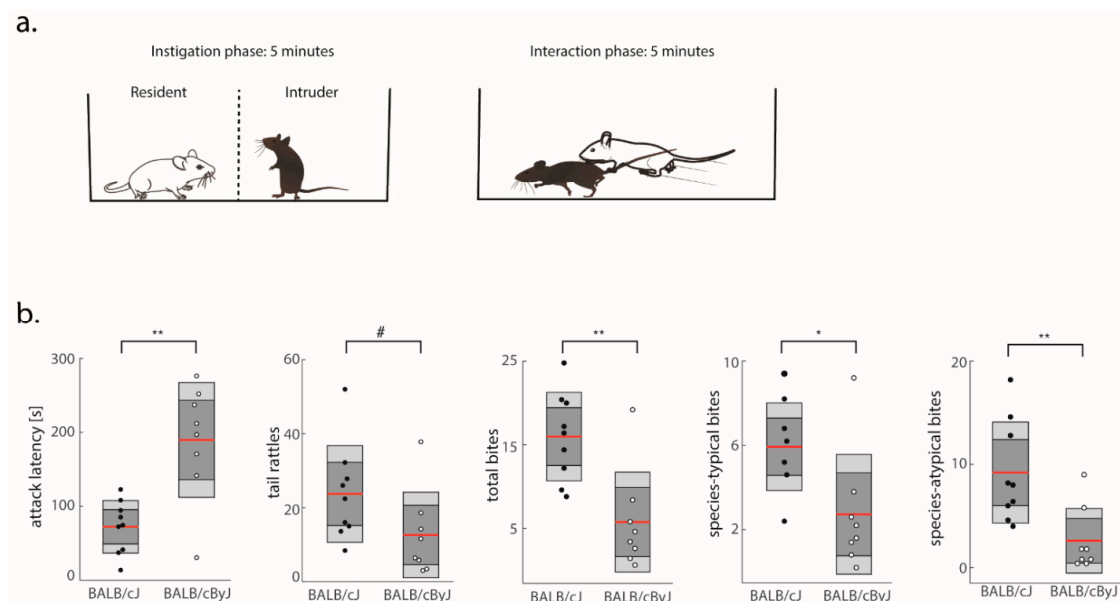 a.
Instigation phase: 5 minutes
Interaction phase: 5 minutes
Resident
Intruder
b.
**
#
**
*
**
attack latency [s]
300
200
100
0
BALB/cJ
BALB/cByJ
tail rattles
60
40
20
0
BALB/cJ
BALB/cByJ
total bites
25
15
5
BALB/cJ
BALB/cByJ
species-typical bites
10
6
2
BALB/cJ
BALB/cByJ
species-atypical bites
20
10
0
BALB/cJ
BALB/cByJ